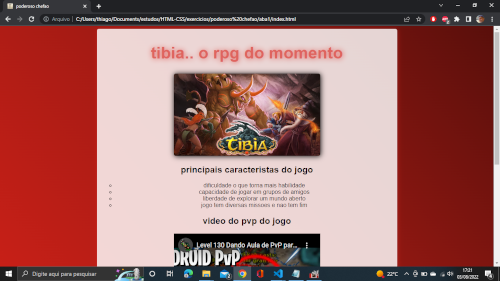 poderoso chefao
Arquivo | C:/Users/thiago/Documents/estudos/HTML-CSS/exercicios/poderoso%20chefao/aba1/index.html
tibia.. o rpg do momento
TIBIA
principais caracteristas do jogo
dificuldade o que torna mais habilidade
capacidade de jogar em grupos de amigos
liberdade de explorar um mundo aberto
jogo tem diversas missoes e nao tem fim
video do pvp do jogo
Level 130 Dando Aula de PvP par...
DRUID PvP
Digite aqui para pesquisar
22°C
17:21
03/08/2022